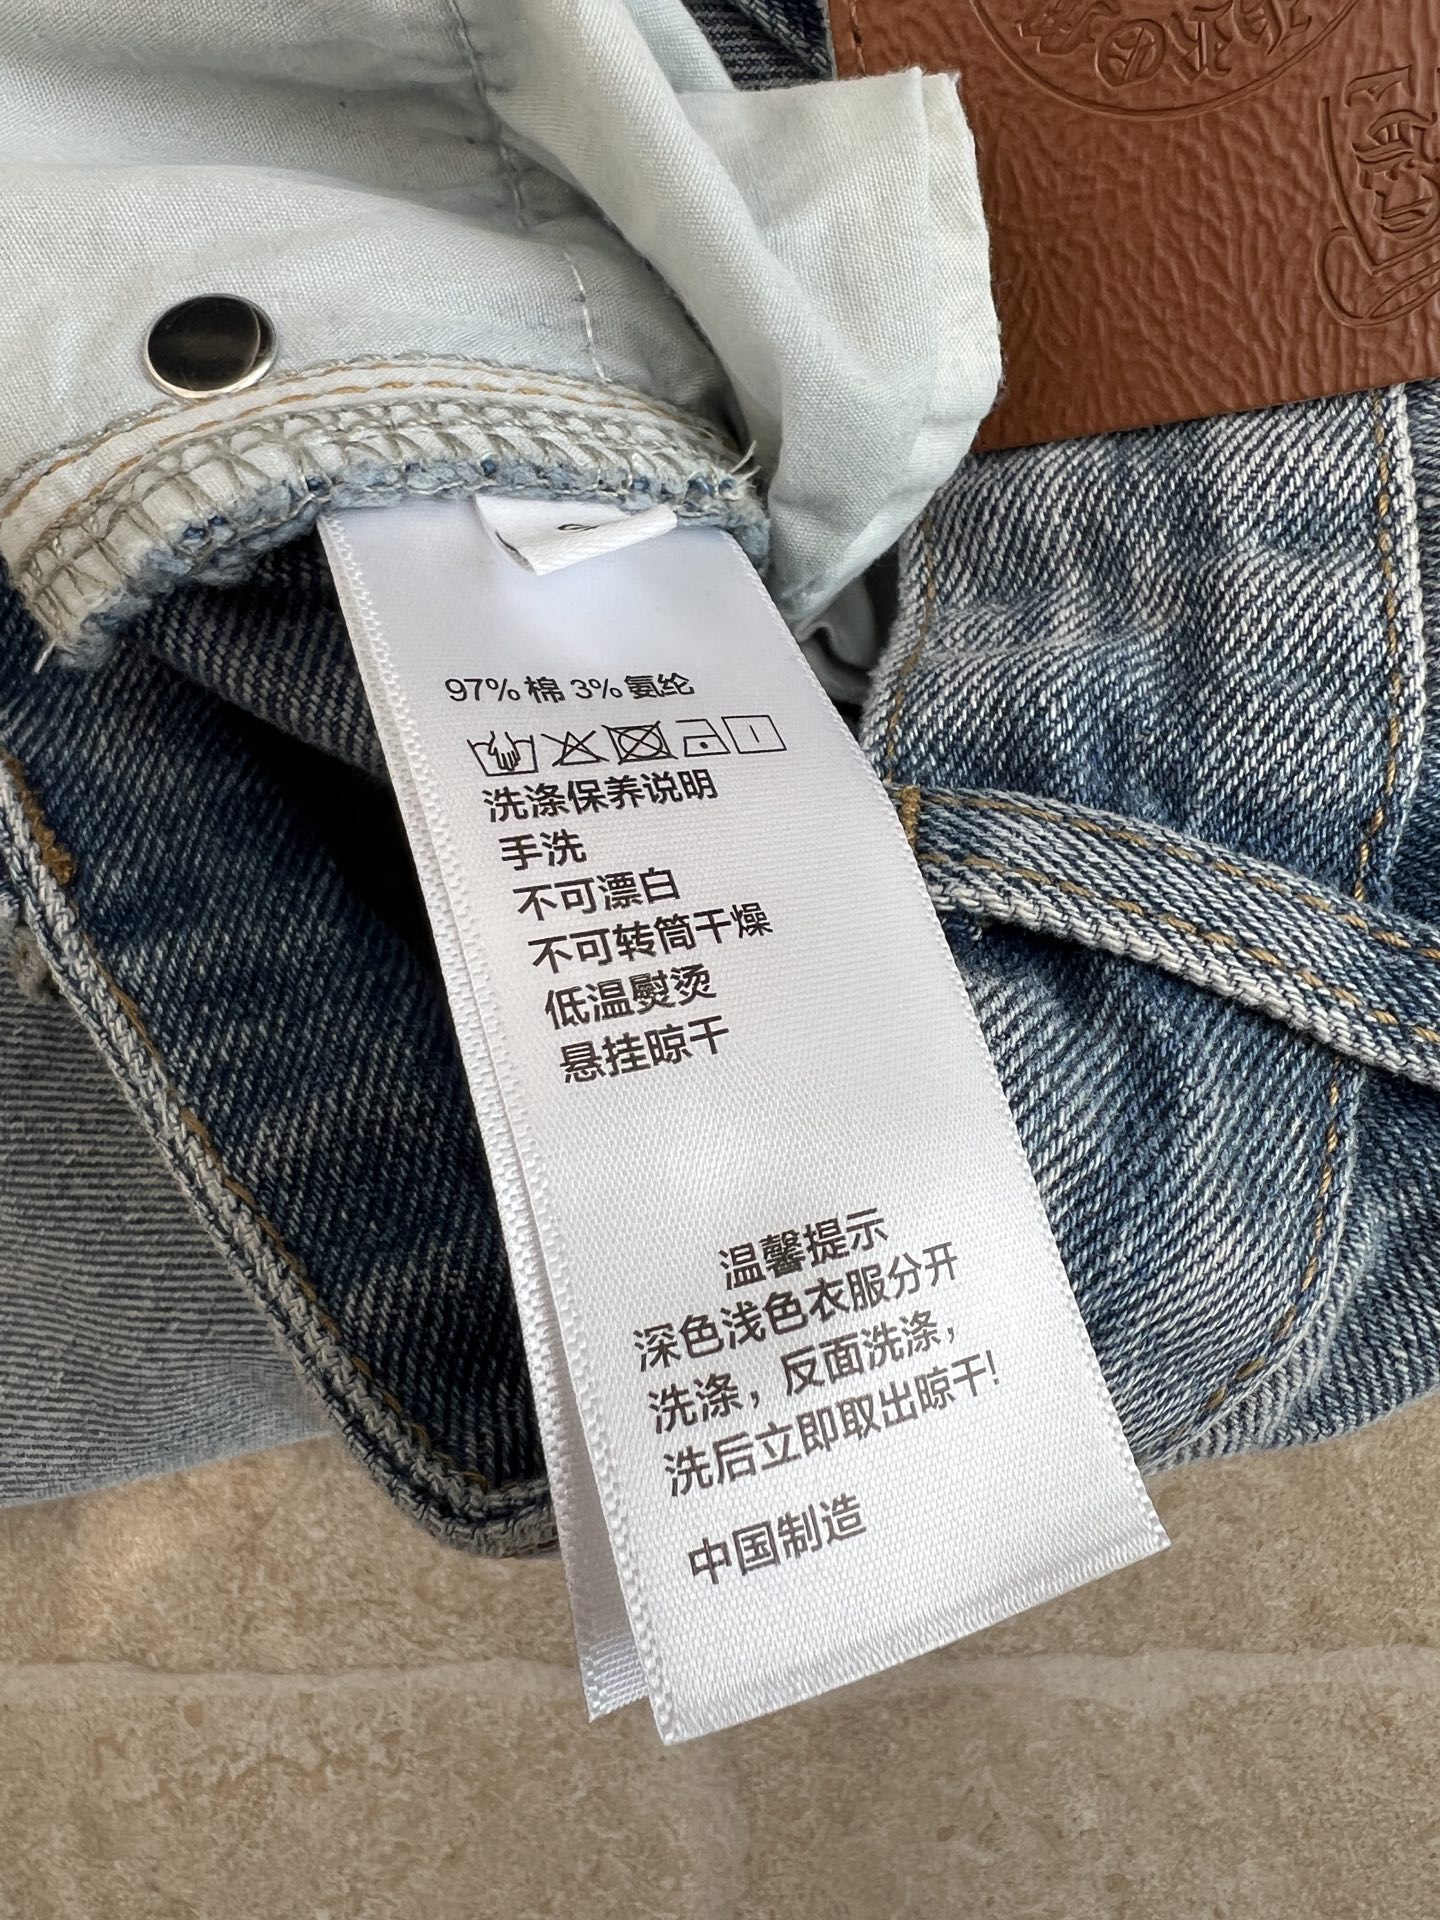 97% 棉 3% 氨纶
洗涤保养说明
手洗
不可漂白
不可转筒干燥
低温熨烫
悬挂晾干
温馨提示
深色浅色衣服分开
洗涤，反面洗涤，
洗后立即取出晾干!
中国制造